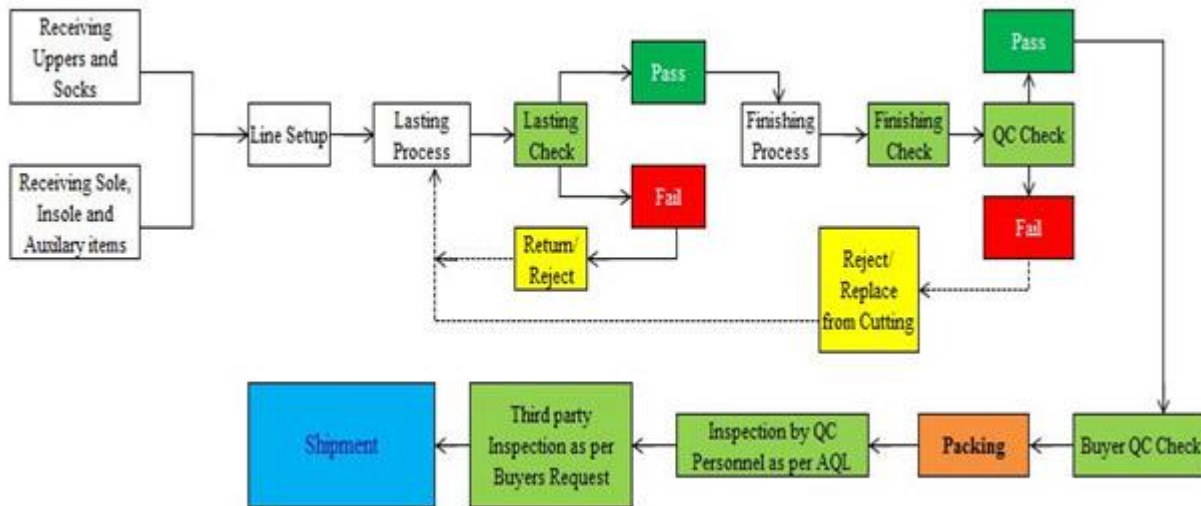 Receiving
Uppers and
Socks
Receiving Sole,
Insole and
Auxilary items
Line Setup
Lasting
Process
Lasting
Check
Pass
Fail
Return/
Reject
Finishing
Process
Finishing
Check
QC Check
Pass
Fail
Reject/
Replace
from Cutting
Buyer QC Check
Packing
Inspection by QC
Personnel as per AQL
Third party
Inspection as per
Buyers Request
Shipment